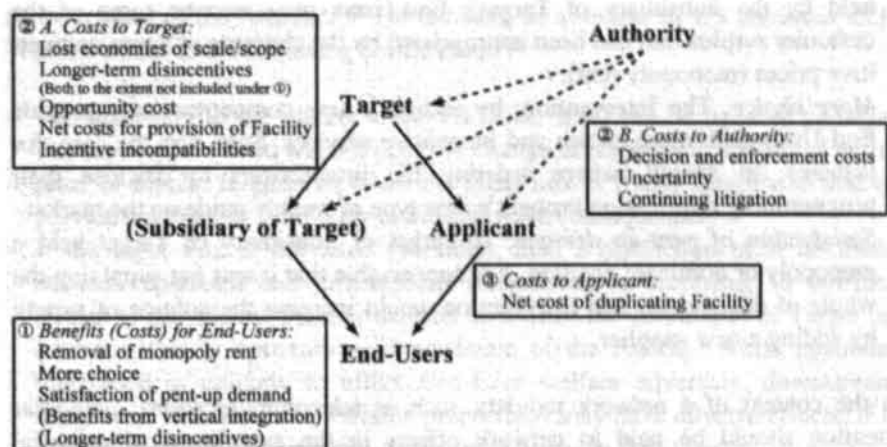 ② A. Costs to Target:
Lost economies of scale/scope
Longer-term disincentives
(Both to the extent not included under ①)
Opportunity cost
Net costs for provision of Facility
Incentive incompatibilities
Authority
Target
② B. Costs to Authority:
Decision and enforcement costs
Uncertainty
Continuing litigation
(Subsidiary of Target)
Applicant
③ Costs to Applicant:
Net cost of duplicating Facility
① Benefits (Costs) for End-Users:
Removal of monopoly rent
More choice
Satisfaction of pent-up demand
(Benefits from vertical integration)
(Longer-term disincentives)
End-Users